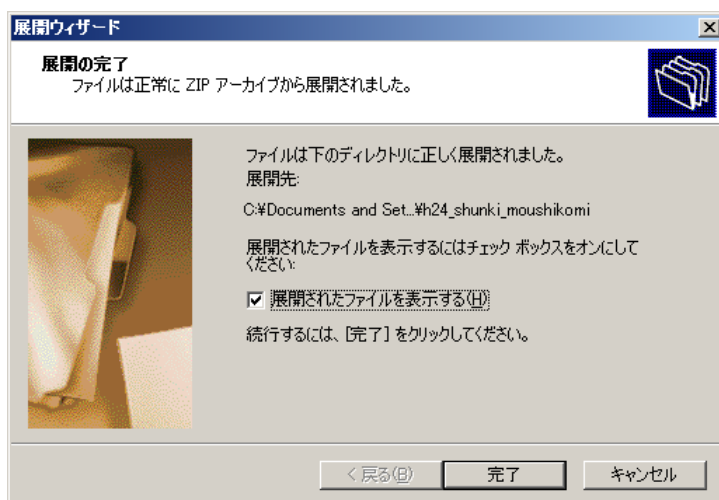 展開ウィザード
展開の完了
ファイルは正常に ZIP アーカイブから展開されました。
ファイルは下のディレクトリに正しく展開されました。
展開先:
C:¥Documents and Set...¥h24_shunki_moushikomi
展開されたファイルを表示するにはチェック ボックスをオンにして
ください:
展開されたファイルを表示する(H)
続行するには、[完了] をクリックしてください。
< 戻る(B)
完了
キャンセル